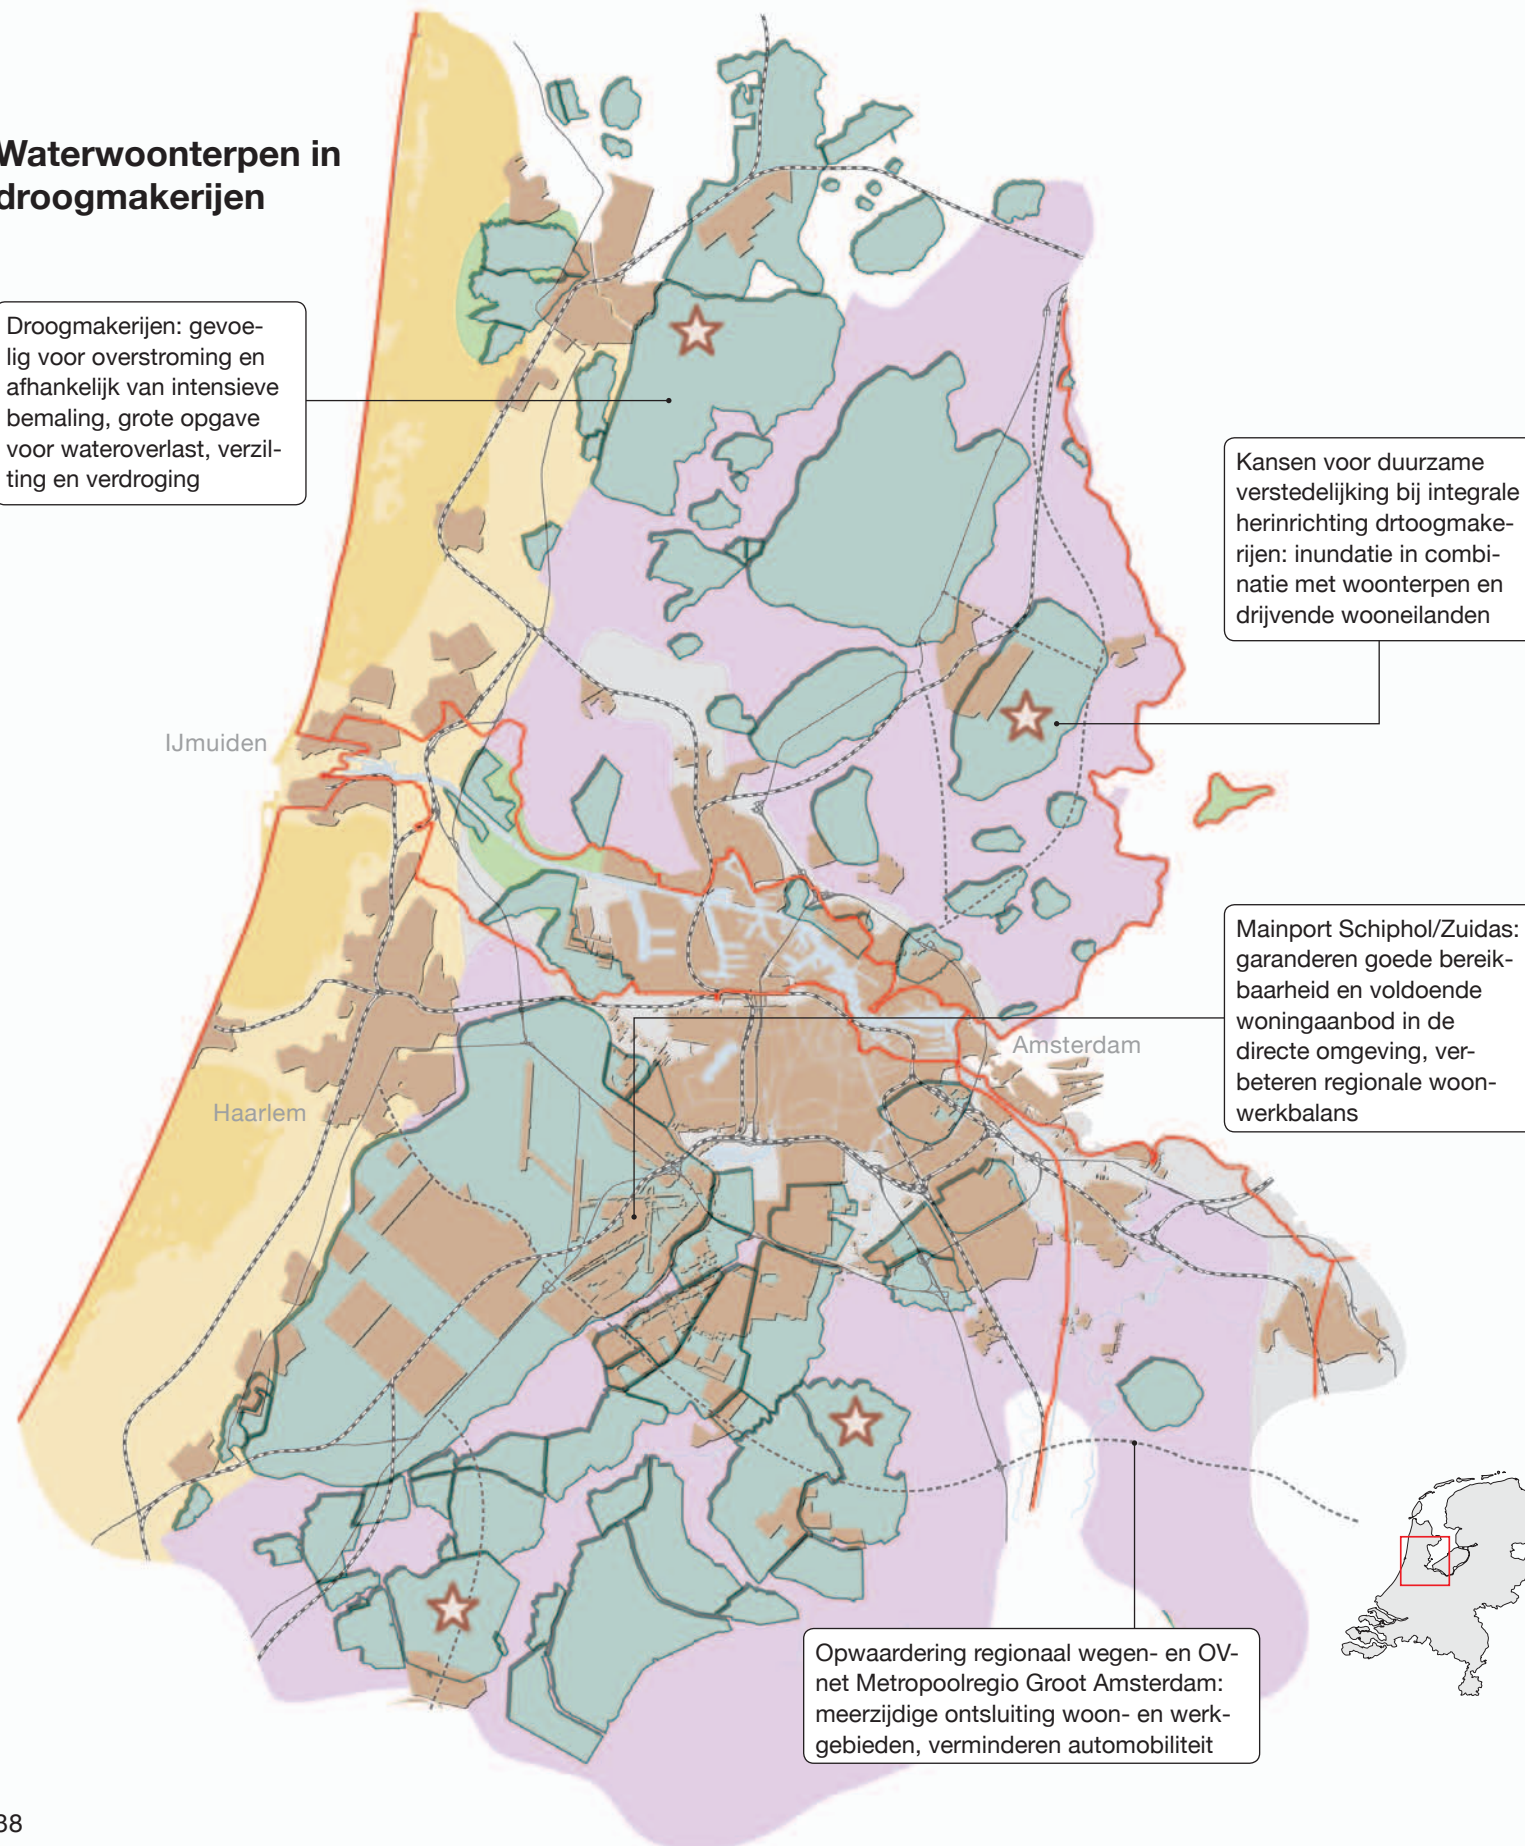 Waterwoonterpen in
droogmakerijen
Droogmakerijen: gevoe-
lig voor overstroming en
afhankelijk van intensieve
bemaling, grote opgave
voor wateroverlast, verzil-
ting en verdroging
Kansen voor duurzame
verstedelijking bij integrale
herinrichting drtoogmake-
rijen: inundatie in combi-
natie met woonterpen en
drijvende wooneilanden
IJmuiden
Mainport Schiphol/Zuidas:
garanderen goede bereik-
baarheid en voldoende
woningaanbod in de
directe omgeving, ver-
beteren regionale woon-
werkbalans
Amsterdam
Haarlem
Opwaardering regionaal wegen- en OV-
net Metropoolregio Groot Amsterdam:
meerzijdige ontsluiting woon- en werk-
gebieden, verminderen automobiliteit
38